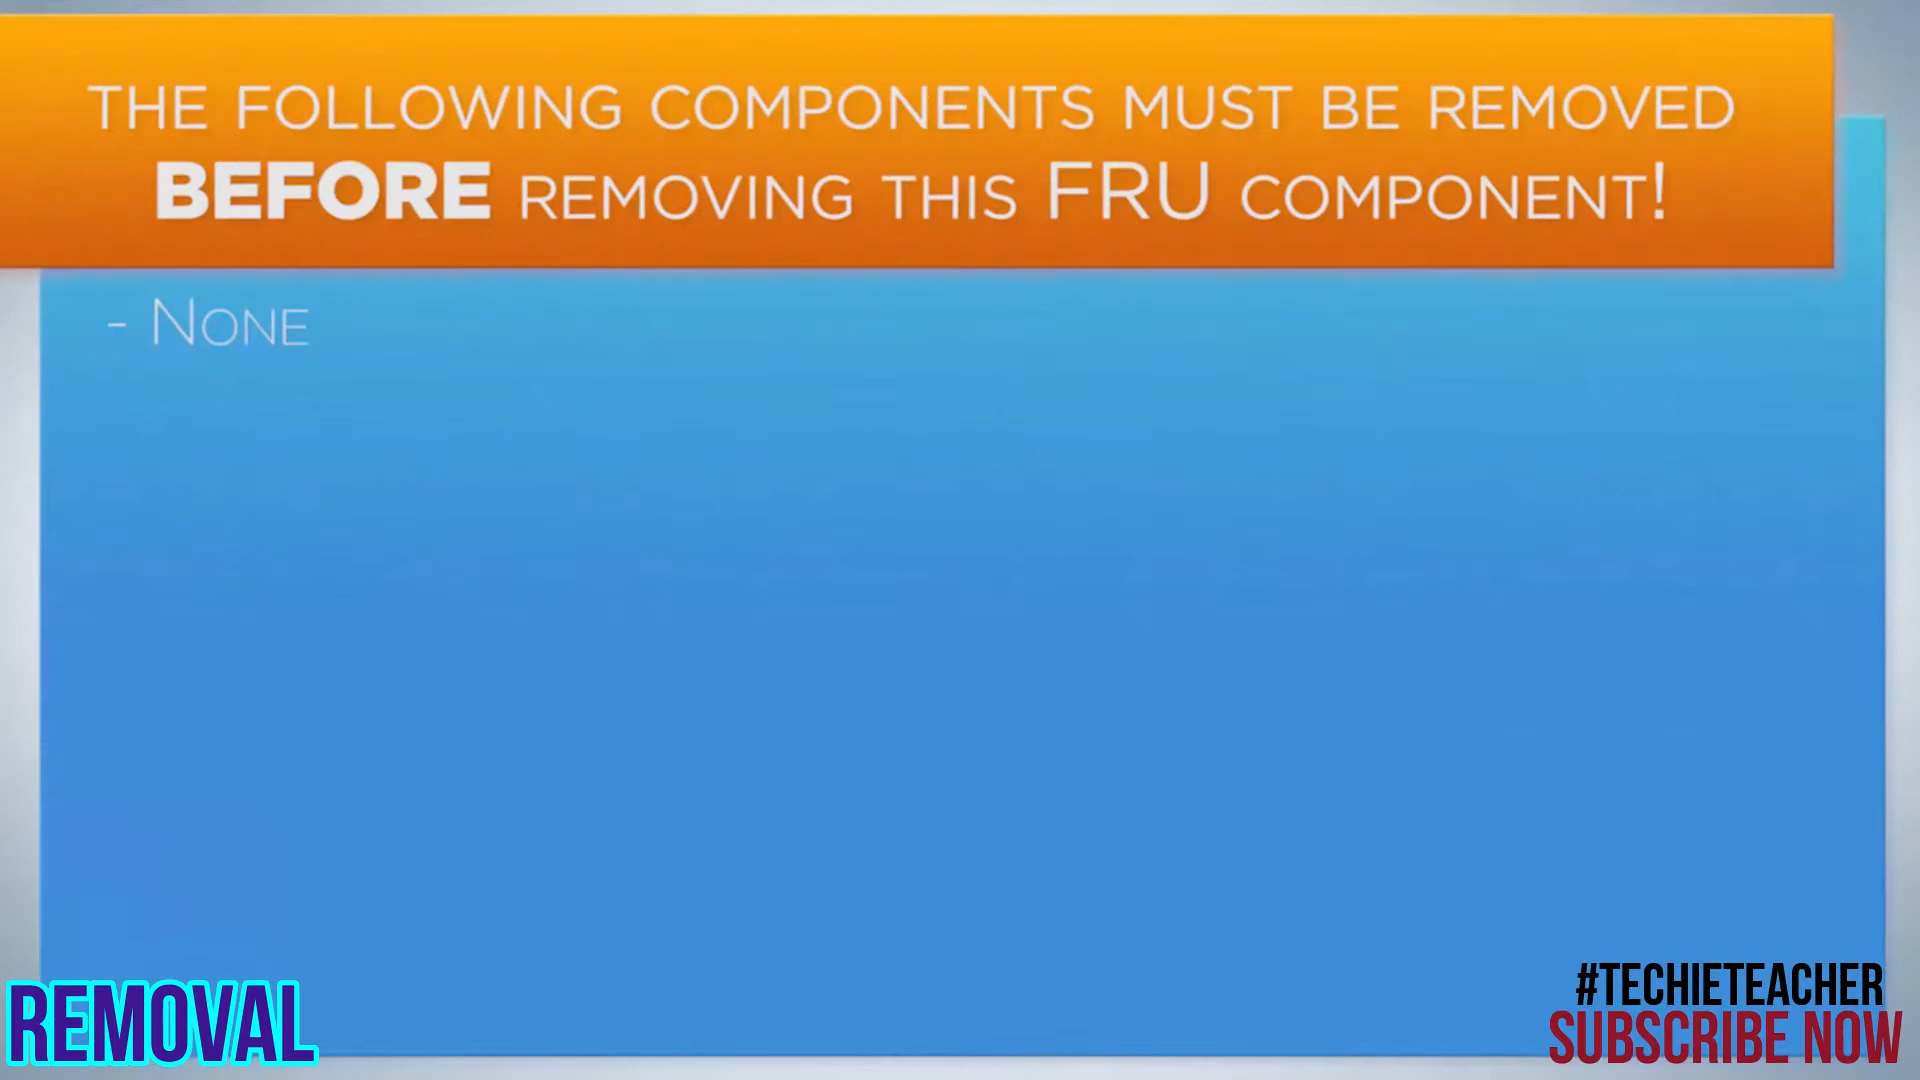 THE FOLLOWING COMPONENTS MUST BE REMOVED
BEFORE REMOVING THIS FRU COMPONENT!
- NONE
REMOVAL
#TECHIETEACHER
SUBSCRIBE NOW